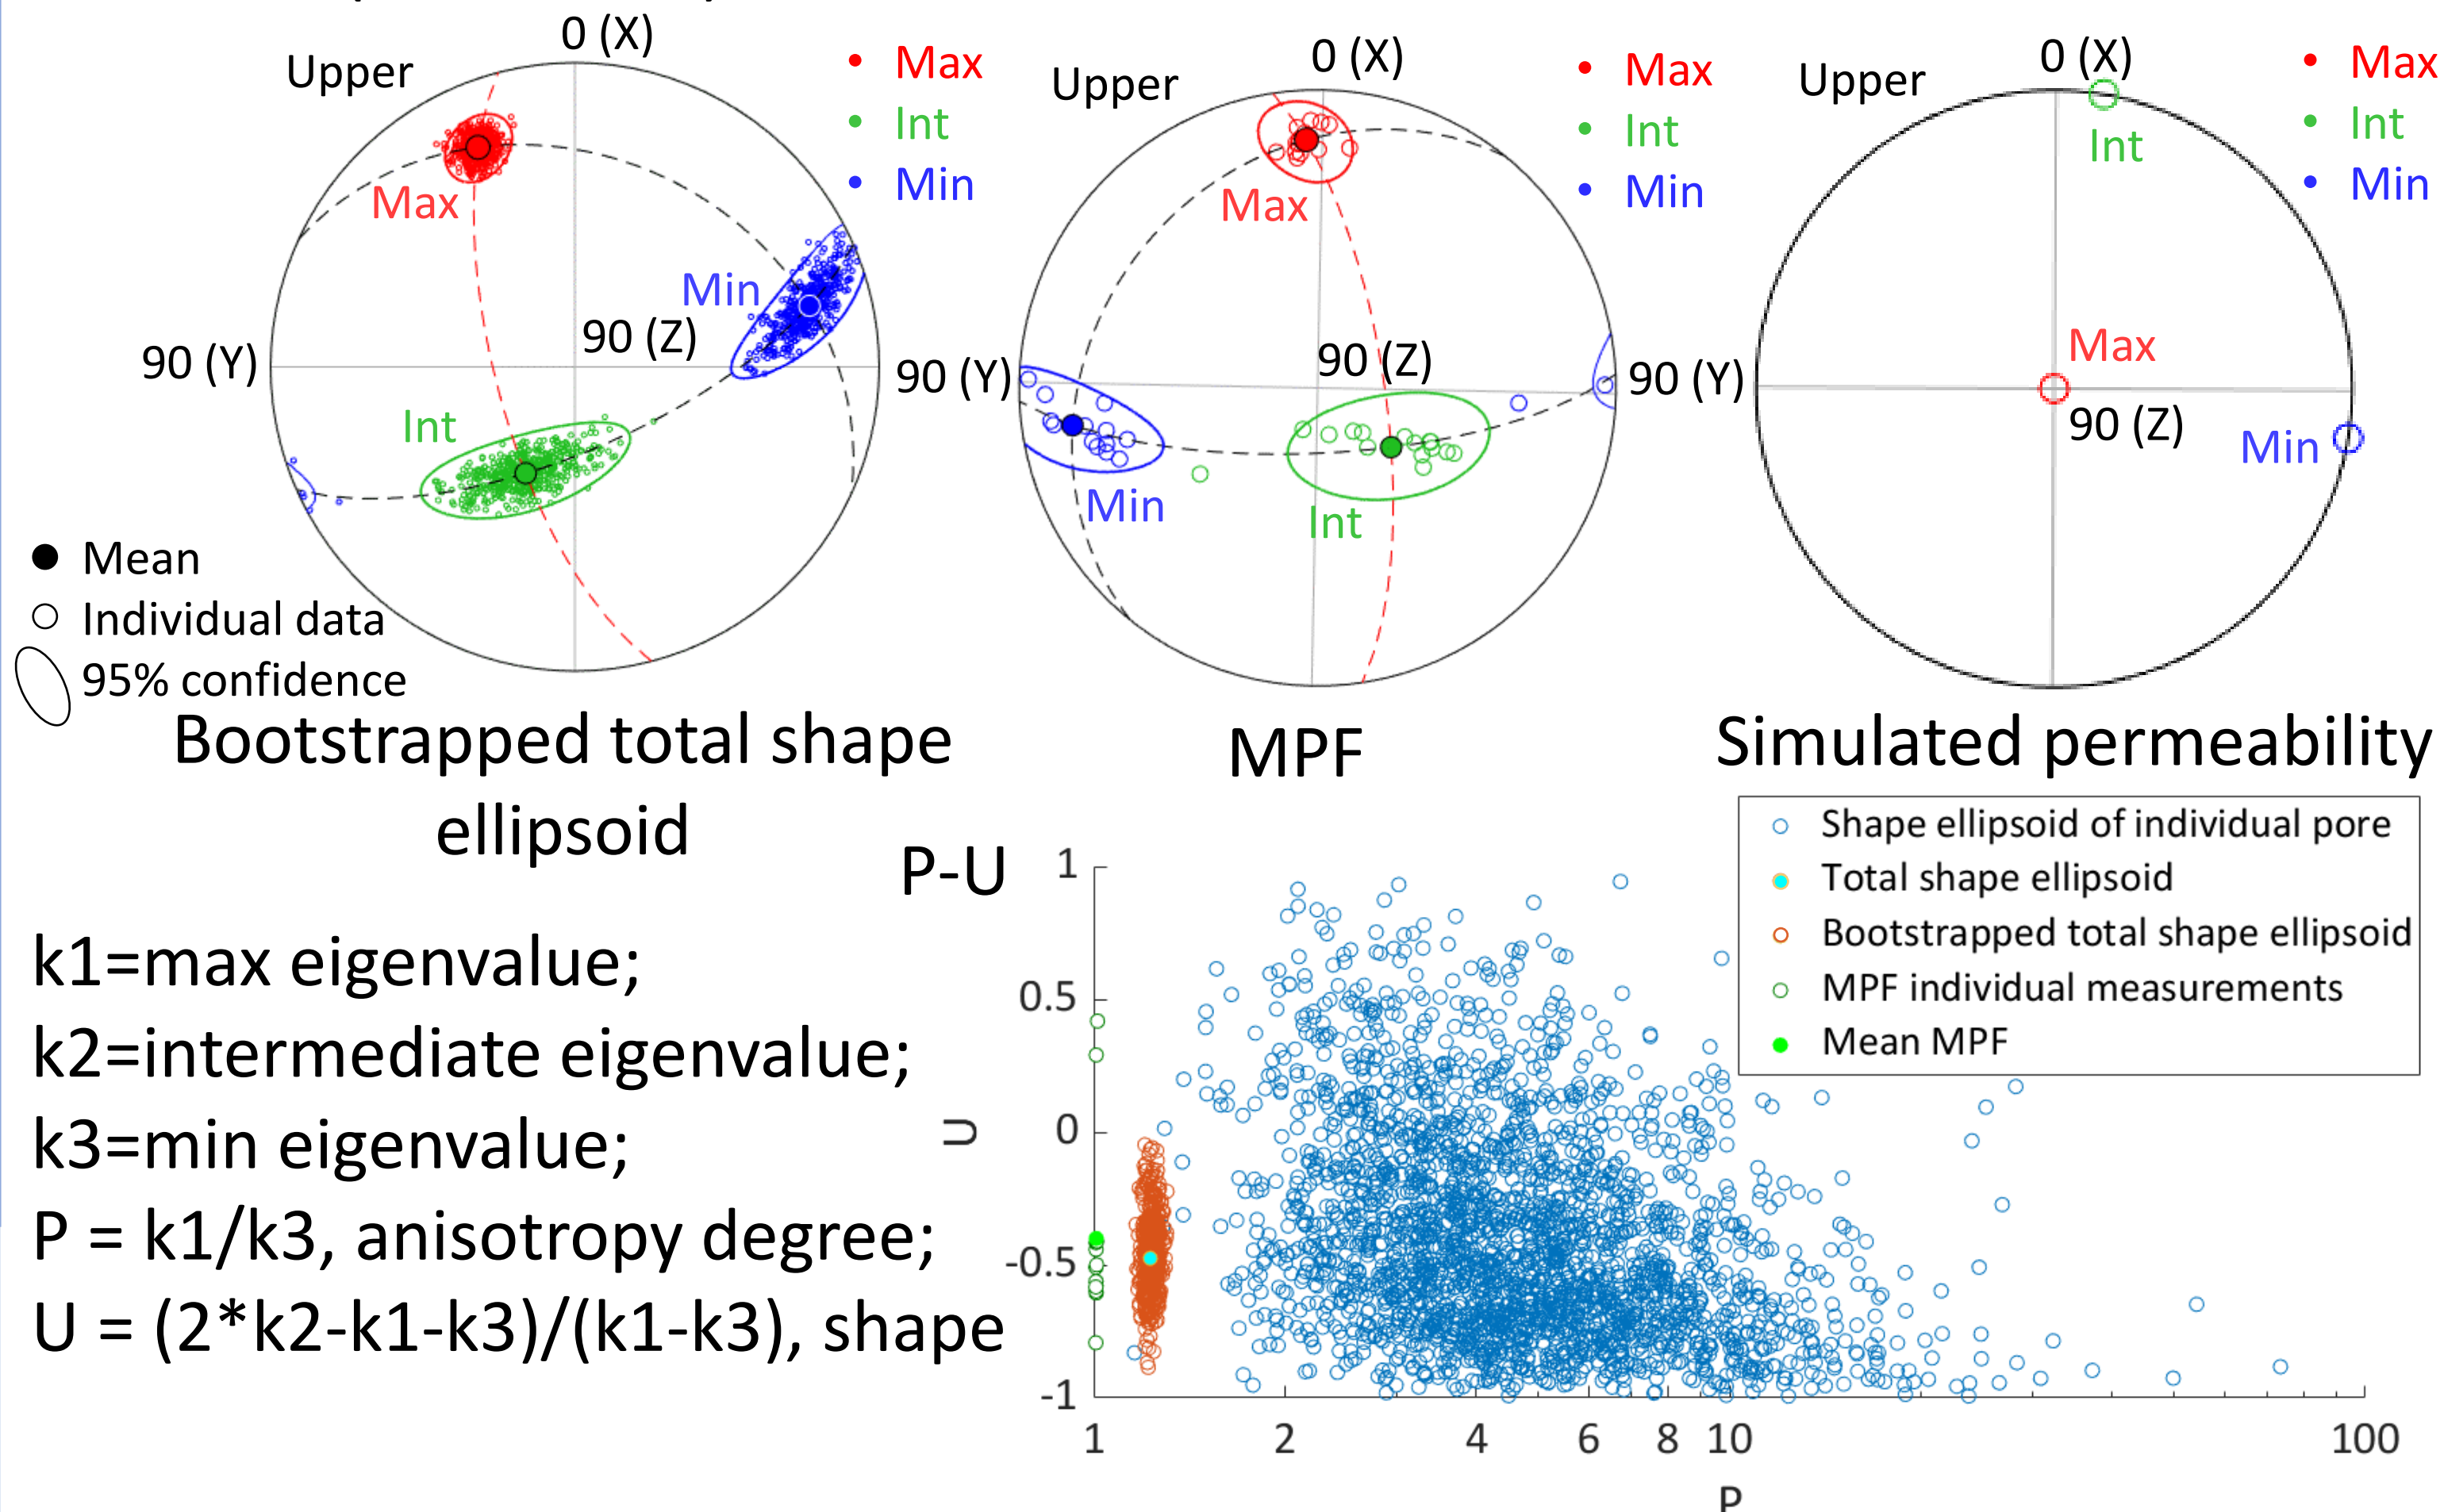 0 (X)
Upper
Max
Int
Min
Max
Min
90 (Z)
90 (Y)
Int
Mean
Individual data
95% confidence
Bootstrapped total shape
ellipsoid
0 (X)
Upper
Max
Int
Min
Max
90 (Z)
90 (Y)
90 (Y)
Min
Int
MPF
0 (X)
Upper
Max
Int
Min
Int
Max
90 (Z)
Min
Simulated permeability
k1=max eigenvalue;
k2=intermediate eigenvalue;
k3=min eigenvalue;
P = k1/k3, anisotropy degree;
U = (2*k2-k1-k3)/(k1-k3), shape
P-U
Shape ellipsoid of individual pore
Total shape ellipsoid
Bootstrapped total shape ellipsoid
MPF individual measurements
Mean MPF
1
0.5
0
-0.5
-1
U
1 2 4 6 8 10 100
P